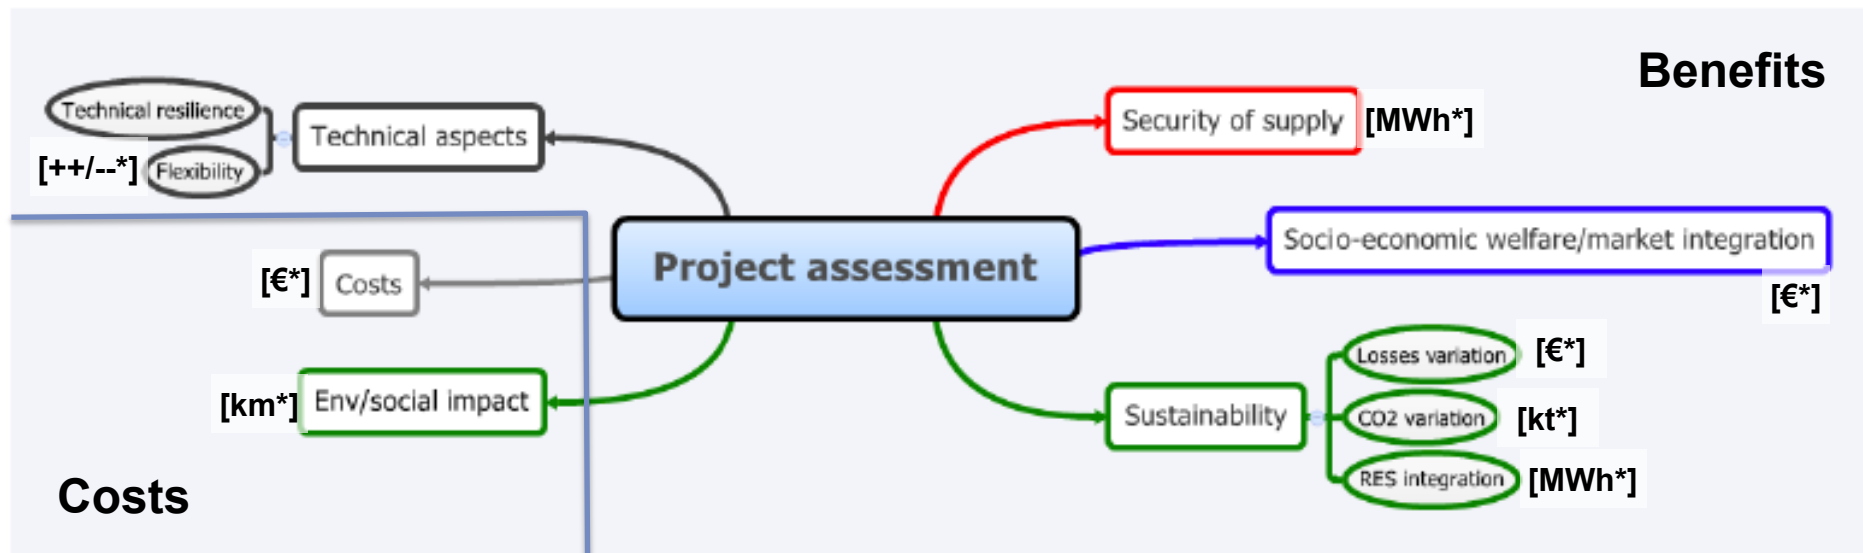 Benefits
Technical resilience
Technical aspects
[++/--*]
Flexibility
Security of supply
[MWh*]
Project assessment
Socio-economic welfare/market integration
[€*]
[€*]
Costs
[km*]
Env/social impact
Sustainability
Losses variation
[€*]
CO2 variation
[kt*]
RES integration
[MWh*]
Costs